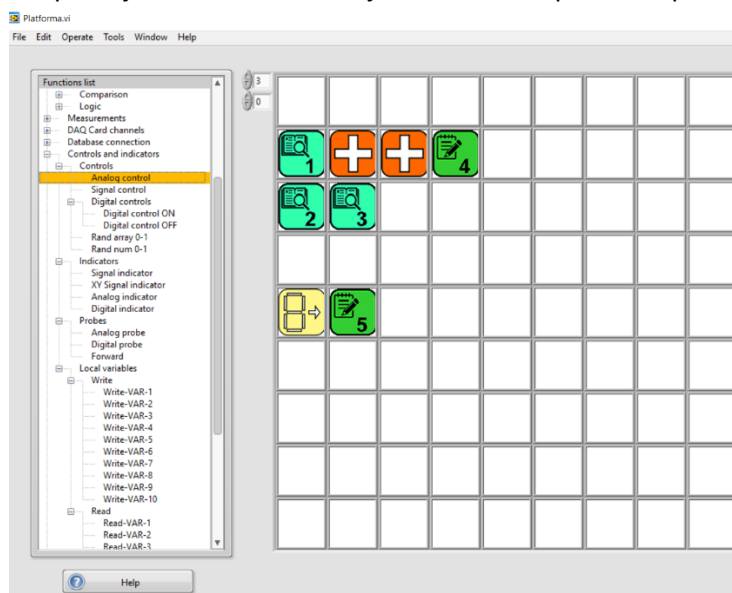 Platforma.vi
File Edit Operate Tools Window Help
Functions list
Comparison
Logic
Measurements
DAQ Card channels
Database connection
Controls and indicators
Controls
Analog control
Signal control
Digital controls
Digital control ON
Digital control OFF
Rand array 0-1
Rand num 0-1
Indicators
Signal indicator
XY Signal indicator
Analog indicator
Digital indicator
Probes
Analog probe
Digital probe
Forward
Local variables
Write
Write-VAR-1
Write-VAR-2
Write-VAR-3
Write-VAR-4
Write-VAR-5
Write-VAR-6
Write-VAR-7
Write-VAR-8
Write-VAR-9
Write-VAR-10
Read
Read-VAR-1
Read-VAR-2
Read-VAR-3
Help
3
0
1 4
2 3
5